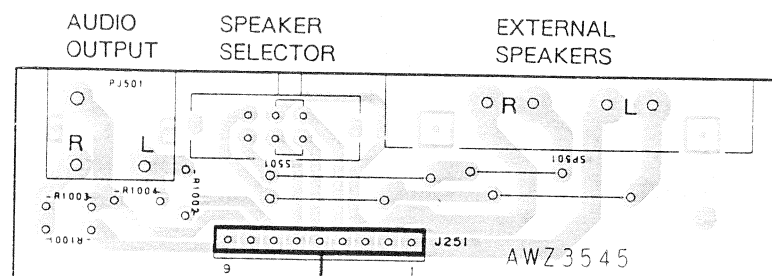 AUDIO OUTPUT
SPEAKER SELECTOR
EXTERNAL SPEAKERS
PJ501
R L
R L
S501
SP501
R1003
R1004
R1002
R1001
J251
9 1
AWZ3545